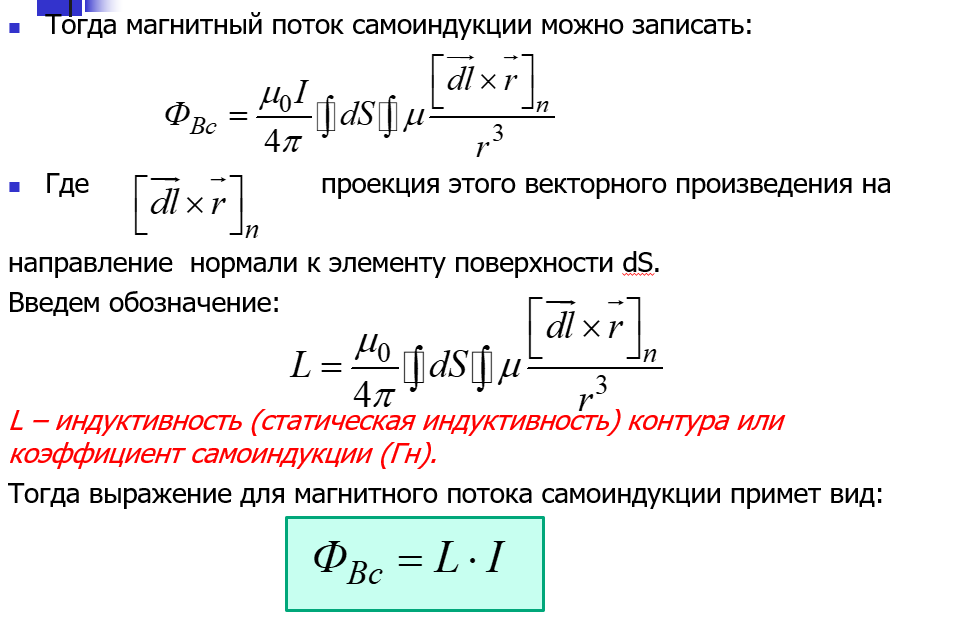 Тогда магнитный поток самоиндукции можно записать:
Ф_Вс = μ₀I/4π ∮ dS ∮ μ [dl × r]_n / r³
Где [dl × r]_n проекция этого векторного произведения на
направление нормали к элементу поверхности dS.
Введем обозначение:
L = μ₀/4π ∮ dS ∮ μ [dl × r]_n / r³
L – индуктивность (статическая индуктивность) контура или
коэффициент самоиндукции (Гн).
Тогда выражение для магнитного потока самоиндукции примет вид:
Ф_Вс = L · I